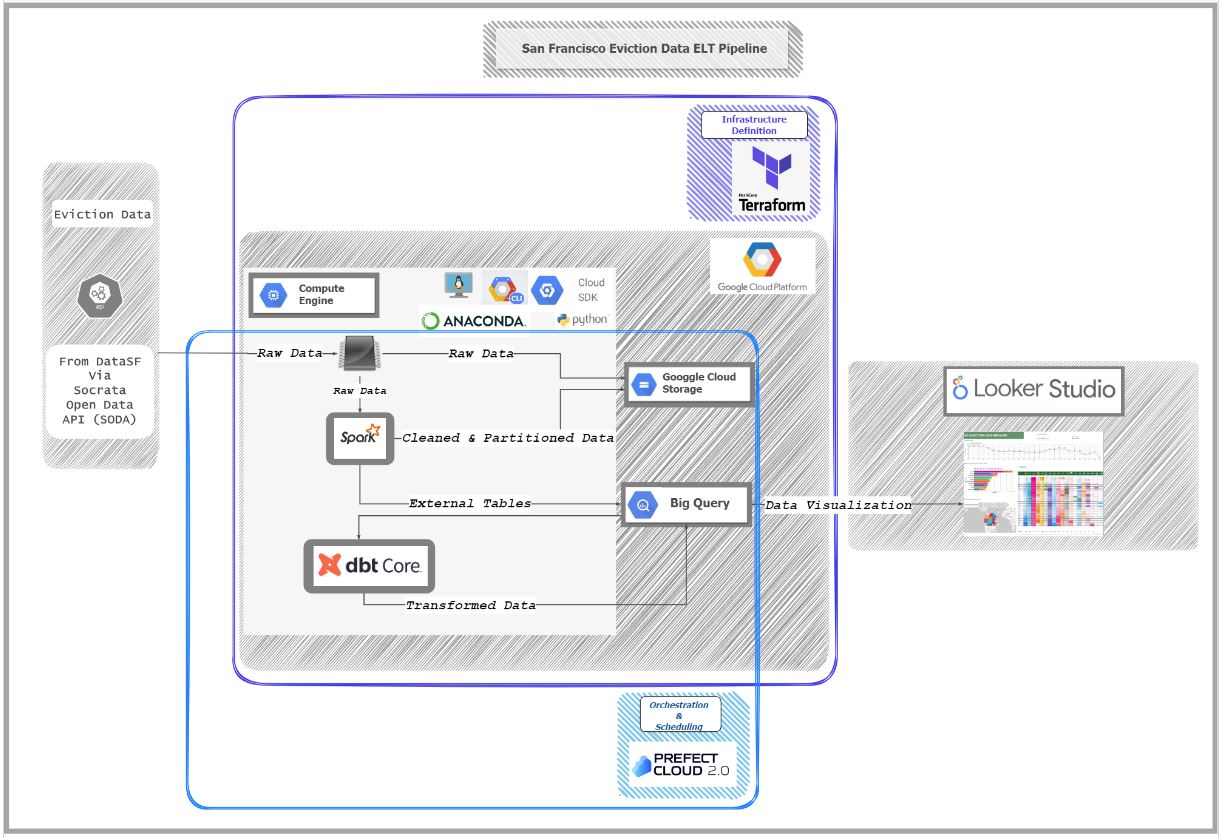 San Francisco Eviction Data ELT Pipeline
Infrastructure
Definition
HashiCorp
Terraform
Eviction Data
api
From DataSF
Via
Socrata
Open Data
API (SODA)
Google Cloud Platform
Compute
Engine
CLI
Cloud
SDK
ANACONDA.
python
Raw Data
Raw Data
Raw Data
Googgle Cloud
Storage
Spark
Cleaned & Partitioned Data
External Tables
Big Query
Data Visualization
Looker Studio
dbt Core
Transformed Data
Orchestration
&
Scheduling
PREFECT
CLOUD 2.0